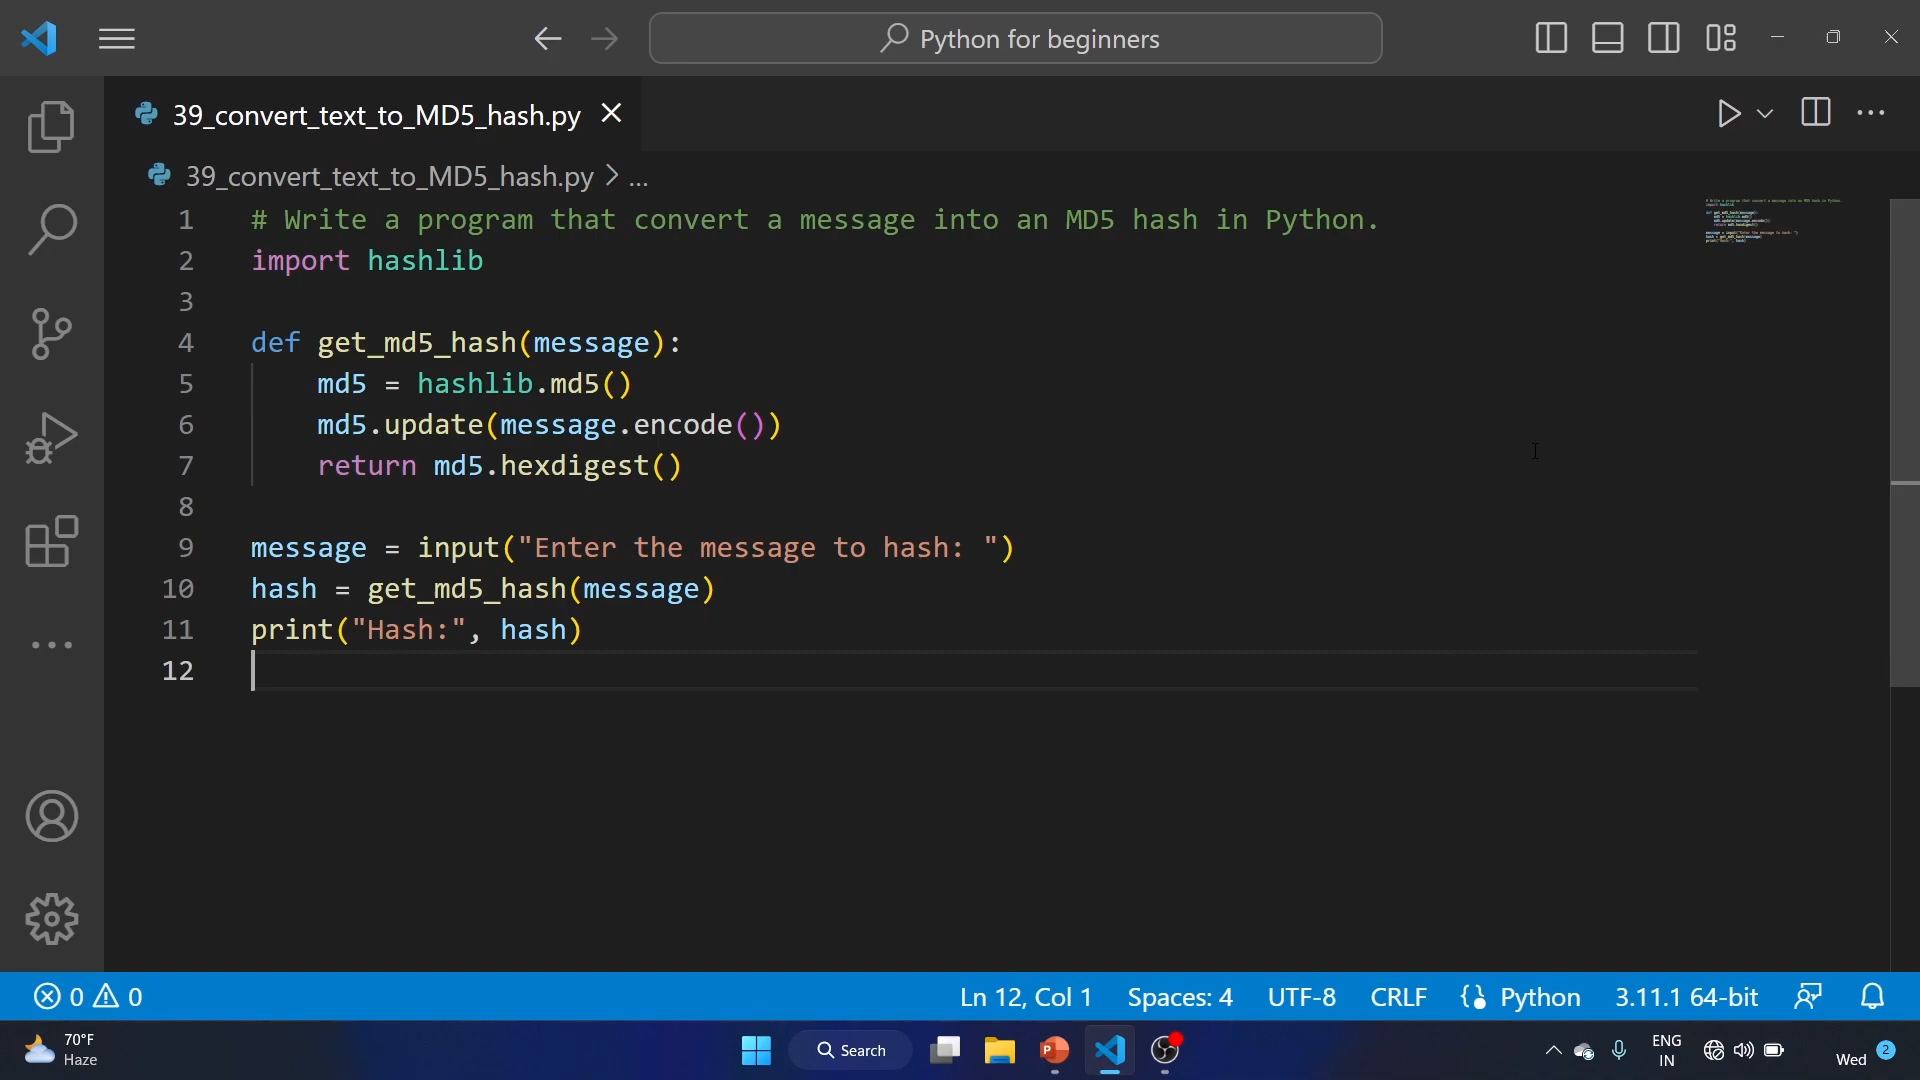 Python for beginners
39_convert_text_to_MD5_hash.py
39_convert_text_to_MD5_hash.py > ...
1 # Write a program that convert a message into an MD5 hash in Python.
2 import hashlib
3
4 def get_md5_hash(message):
5     md5 = hashlib.md5()
6     md5.update(message.encode())
7     return md5.hexdigest()
8
9 message = input("Enter the message to hash: ")
10 hash = get_md5_hash(message)
11 print("Hash:", hash)
12
0 0 Ln 12, Col 1 Spaces: 4 UTF-8 CRLF {} Python 3.11.1 64-bit
70°F
Haze
Search
ENG
IN
Wed 2